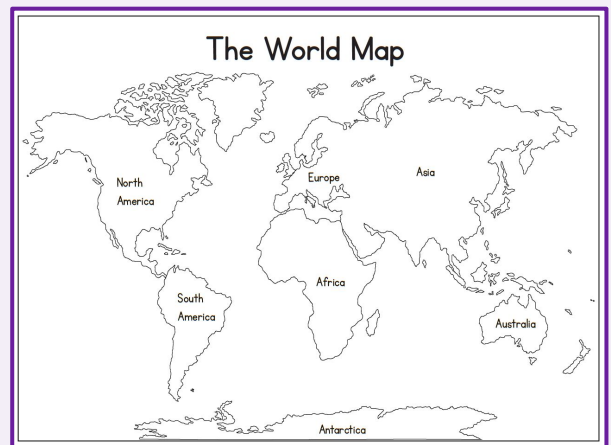 The World Map
North
America
Europe
Asia
Africa
South
America
Australia
Antarctica